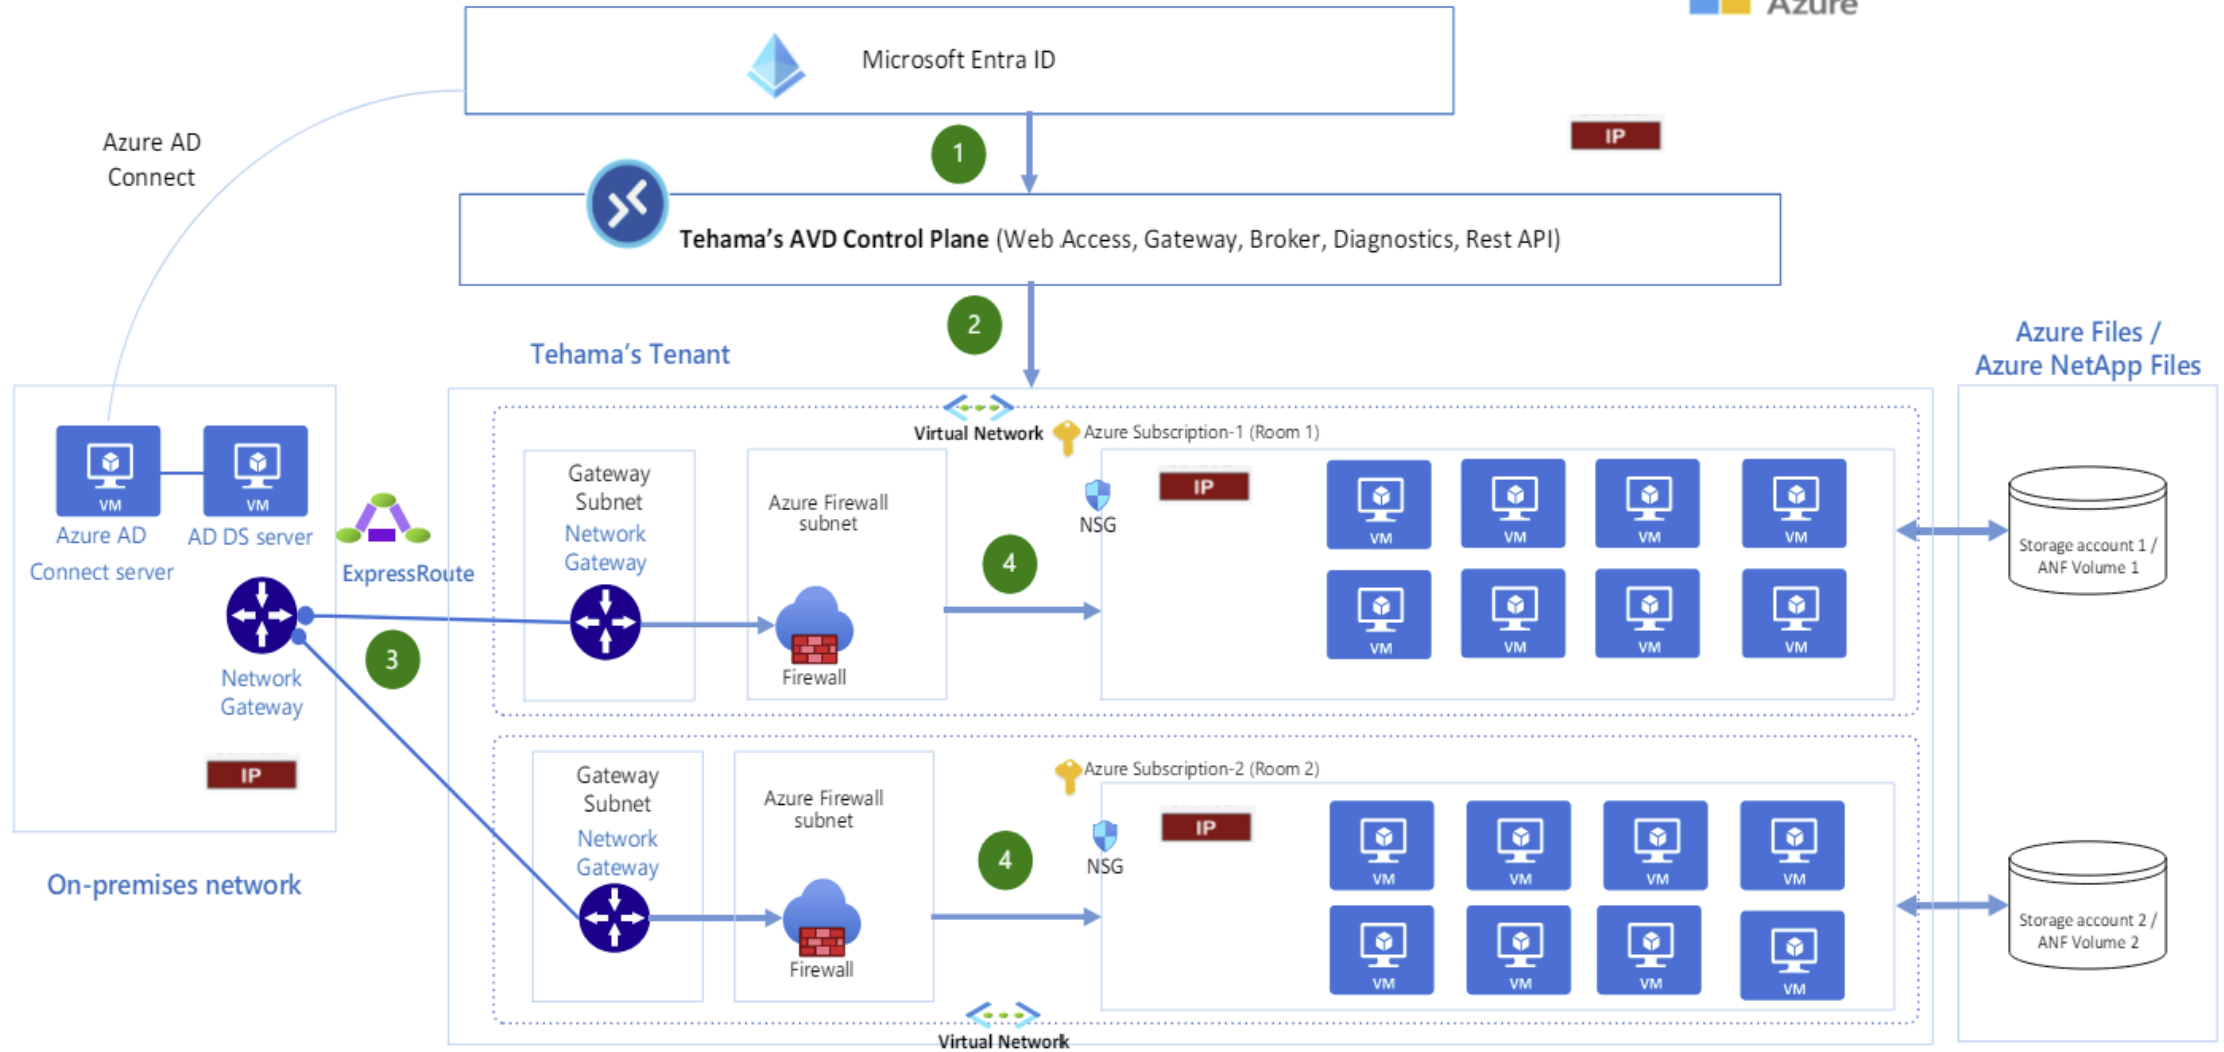 Azure
Microsoft Entra ID
Azure AD
Connect
1
IP
Tehama's AVD Control Plane (Web Access, Gateway, Broker, Diagnostics, Rest API)
2
Tehama's Tenant
Azure Files /
Azure NetApp Files
Virtual Network
Azure Subscription-1 (Room 1)
VM
VM
Azure AD
Connect server
AD DS server
ExpressRoute
Network
Gateway
3
IP
On-premises network
Gateway
Subnet
Network
Gateway
Azure Firewall
subnet
Firewall
4
NSG
IP
VM
VM
VM
VM
VM
VM
VM
VM
Storage account 1 /
ANF Volume 1
Azure Subscription-2 (Room 2)
Gateway
Subnet
Network
Gateway
Azure Firewall
subnet
Firewall
4
NSG
IP
VM
VM
VM
VM
VM
VM
VM
VM
Storage account 2 /
ANF Volume 2
Virtual Network